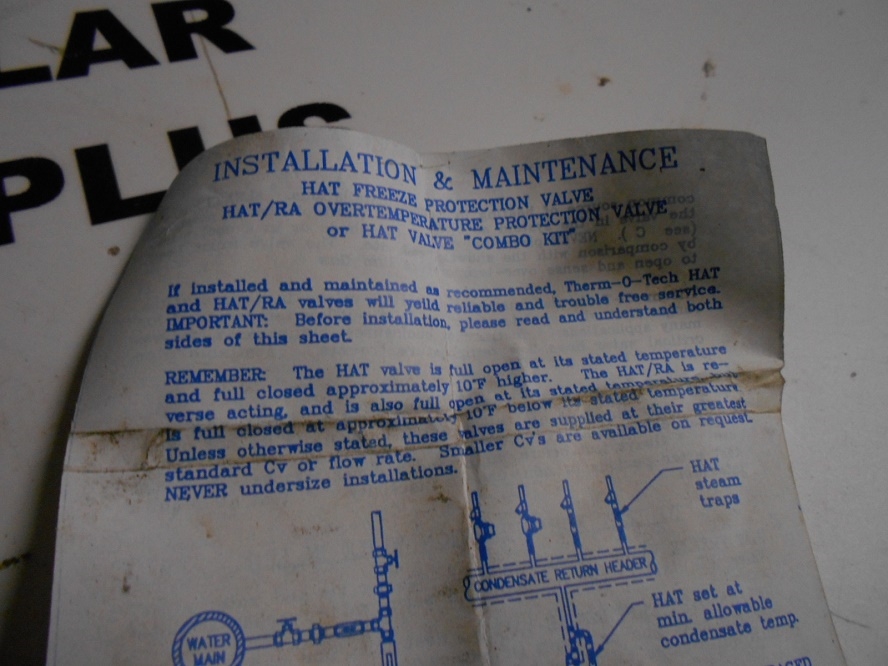 LAR
PLUS
INSTALLATION & MAINTENANCE
HAT FREEZE PROTECTION VALVE
HAT/RA OVERTEMPERATURE PROTECTION VALVE
or HAT VALVE "COMBO KIT"
If installed and maintained as recommended, Therm-O-Tech HAT
and HAT/RA valves will yeild reliable and trouble free service.
IMPORTANT: Before installation, please read and understand both
sides of this sheet.
REMEMBER: The HAT valve is full open at its stated temperature
and full closed approximately 10°F higher. The HAT/RA is re-
verse acting, and is also full open at its stated temperature, but
is full closed at approximately 10°F below its stated temperature.
Unless otherwise stated, these valves are supplied at their greatest
standard Cv or flow rate. Smaller Cv's are available on request.
NEVER undersize installations.
HAT
steam
traps
CONDENSATE RETURN HEADER
HAT set at
min. allowable
condensate temp.
WATER
MAIN